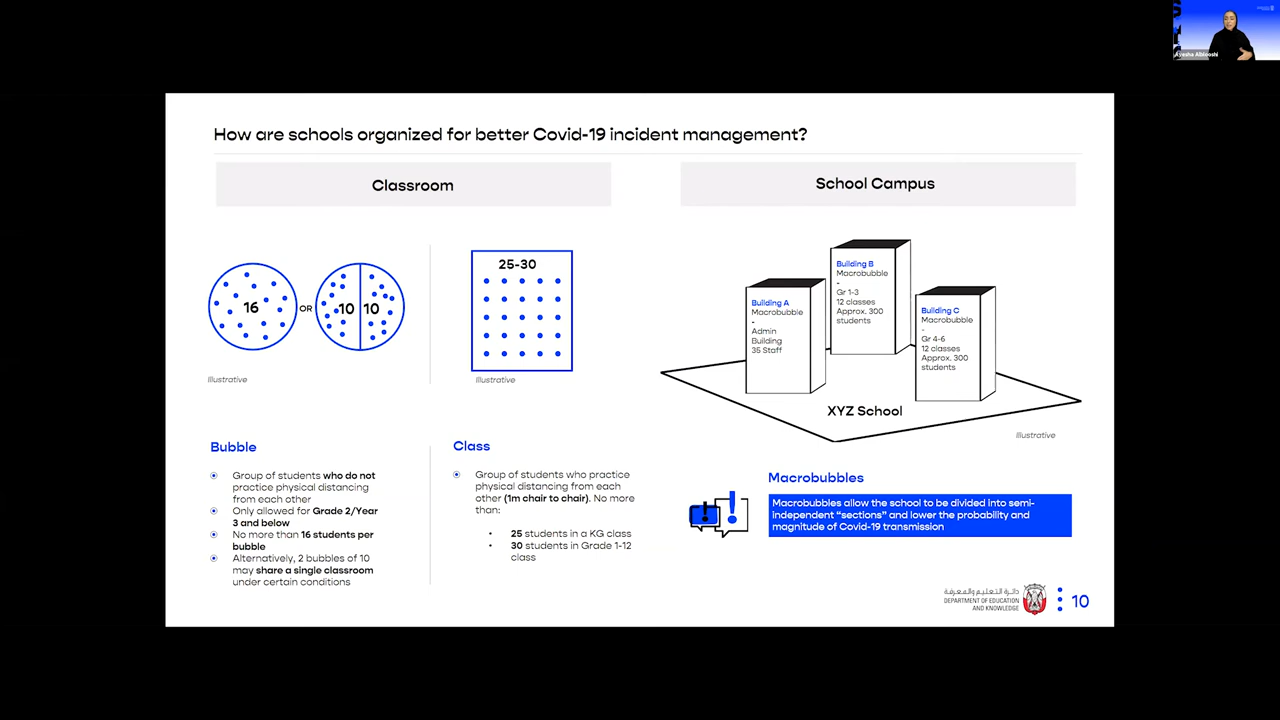 Ayesha Alblooshi
How are schools organized for better Covid-19 incident management?
Classroom
School Campus
16
OR
10
10
Illustrative
25-30
Illustrative
Building A
Macrobubble
-
Admin
Building
35 Staff
Building B
Macrobubble
-
Gr 1-3
12 classes
Approx. 300
students
Building C
Macrobubble
-
Gr 4-6
12 classes
Approx. 300
students
XYZ School
Illustrative
Bubble
Group of students who do not
practice physical distancing
from each other
Only allowed for Grade 2/Year
3 and below
No more than 16 students per
bubble
Alternatively, 2 bubbles of 10
may share a single classroom
under certain conditions
Class
Group of students who practice
physical distancing from each
other (1m chair to chair). No more
than:
25 students in a KG class
30 students in Grade 1-12
class
Macrobubbles
Macrobubbles allow the school to be divided into semi-
independent “sections” and lower the probability and
magnitude of Covid-19 transmission
دائرة التعليم والمعرفة
DEPARTMENT OF EDUCATION
AND KNOWLEDGE
10